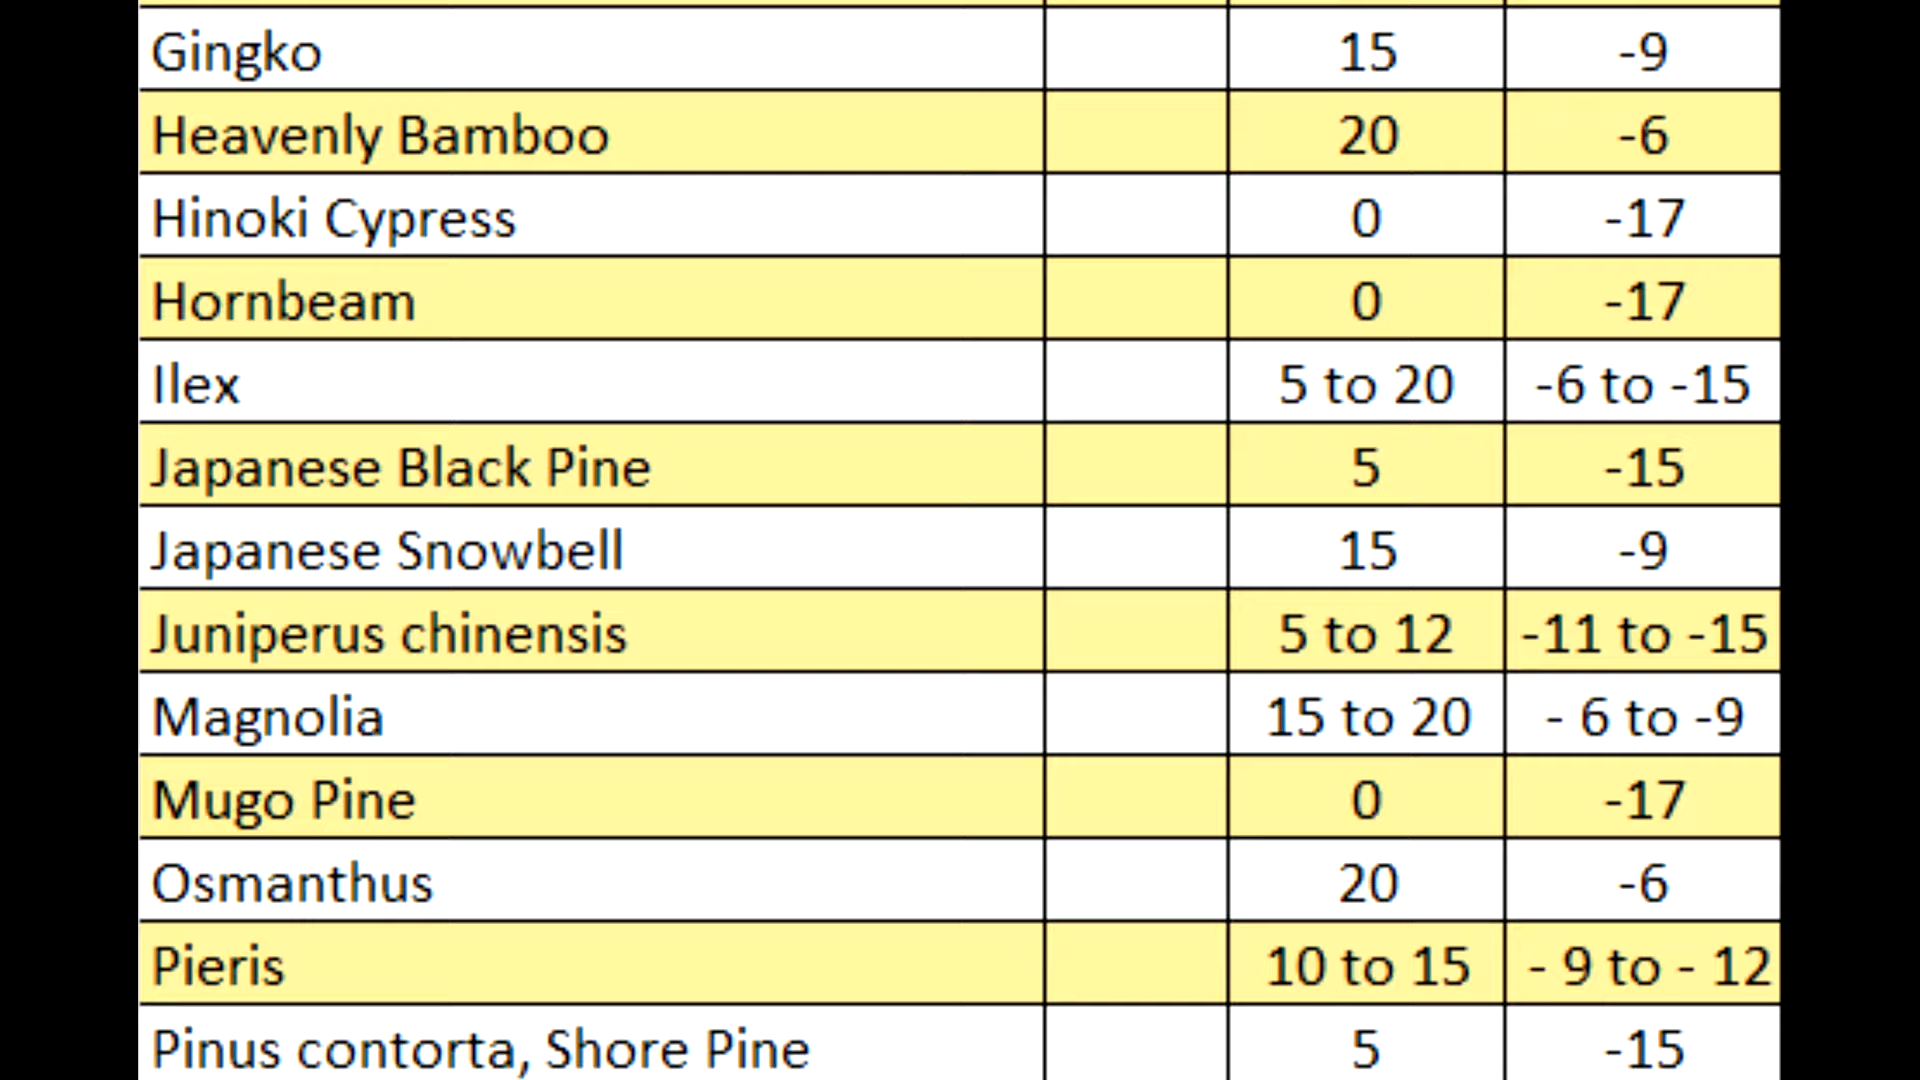 Gingko 15 -9
Heavenly Bamboo 20 -6
Hinoki Cypress 0 -17
Hornbeam 0 -17
Ilex 5 to 20 -6 to -15
Japanese Black Pine 5 -15
Japanese Snowbell 15 -9
Juniperus chinensis 5 to 12 -11 to -15
Magnolia 15 to 20 - 6 to -9
Mugo Pine 0 -17
Osmanthus 20 -6
Pieris 10 to 15 - 9 to - 12
Pinus contorta, Shore Pine 5 -15